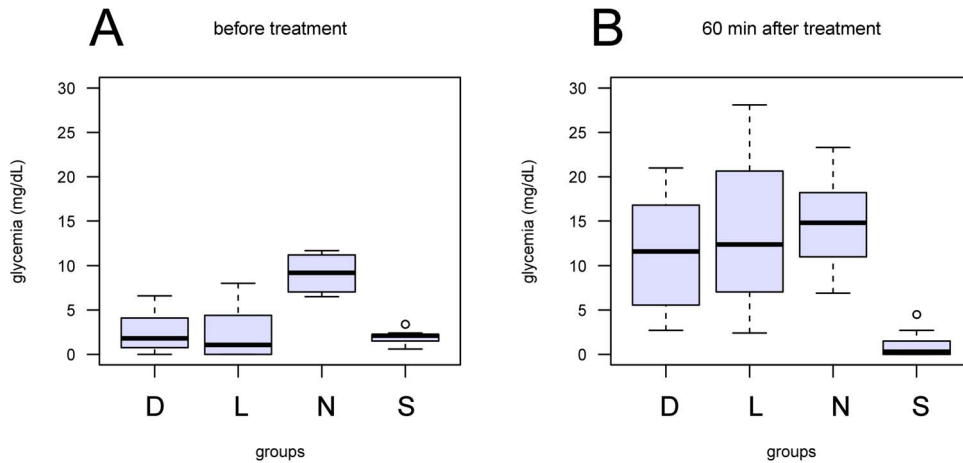 A
before treatment
glycemia (mg/dL)
30
25
20
15
10
5
0
D L N S
groups
B
60 min after treatment
glycemia (mg/dL)
30
25
20
15
10
5
0
D L N S
groups